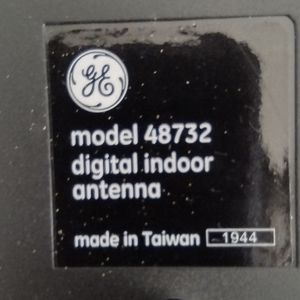 GE
model 48732
digital indoor
antenna
made in Taiwan 1944